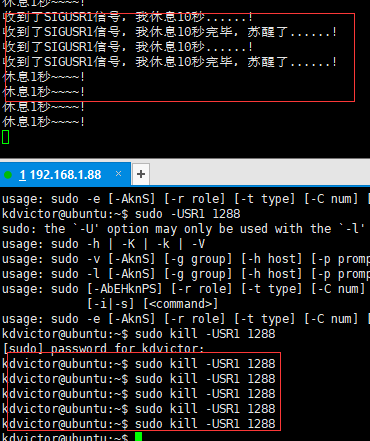 休息1秒~~~~!
收到了SIGUSR1信号, 我休息10秒......!
收到了SIGUSR1信号, 我休息10秒完毕, 苏醒了......!
收到了SIGUSR1信号, 我休息10秒......!
收到了SIGUSR1信号, 我休息10秒完毕, 苏醒了......!
休息1秒~~~~!
休息1秒~~~~!
休息1秒~~~~!
休息1秒~~~~!
1 192.168.1.88
usage: sudo -e [-AknS] [-r role] [-t type] [-C num]
kdvictor@ubuntu:~$ sudo -USR1 1288
sudo: the `-U' option may only be used with the `-l'
usage: sudo -h | -K | -k | -V
usage: sudo -v [-AknS] [-g group] [-h host] [-p promp
usage: sudo -l [-AknS] [-g group] [-h host] [-p promp
usage: sudo [-AbEHknPS] [-r role] [-t type] [-C num]
[-i|-s] [<command>]
usage: sudo -e [-AknS] [-r role] [-t type] [-C num]
kdvictor@ubuntu:~$ sudo kill -USR1 1288
[sudo] password for kdvictor:
kdvictor@ubuntu:~$ sudo kill -USR1 1288
kdvictor@ubuntu:~$ sudo kill -USR1 1288
kdvictor@ubuntu:~$ sudo kill -USR1 1288
kdvictor@ubuntu:~$ sudo kill -USR1 1288
kdvictor@ubuntu:~$ sudo kill -USR1 1288
kdvictor@ubuntu:~$